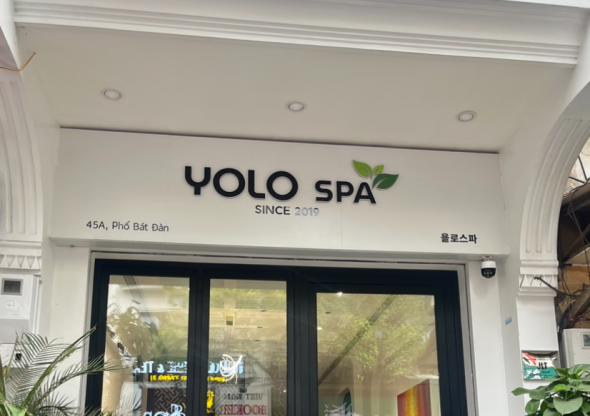 YOLO SPA
SINCE 2019
45A, Phố Bát Đàn
욜로스파